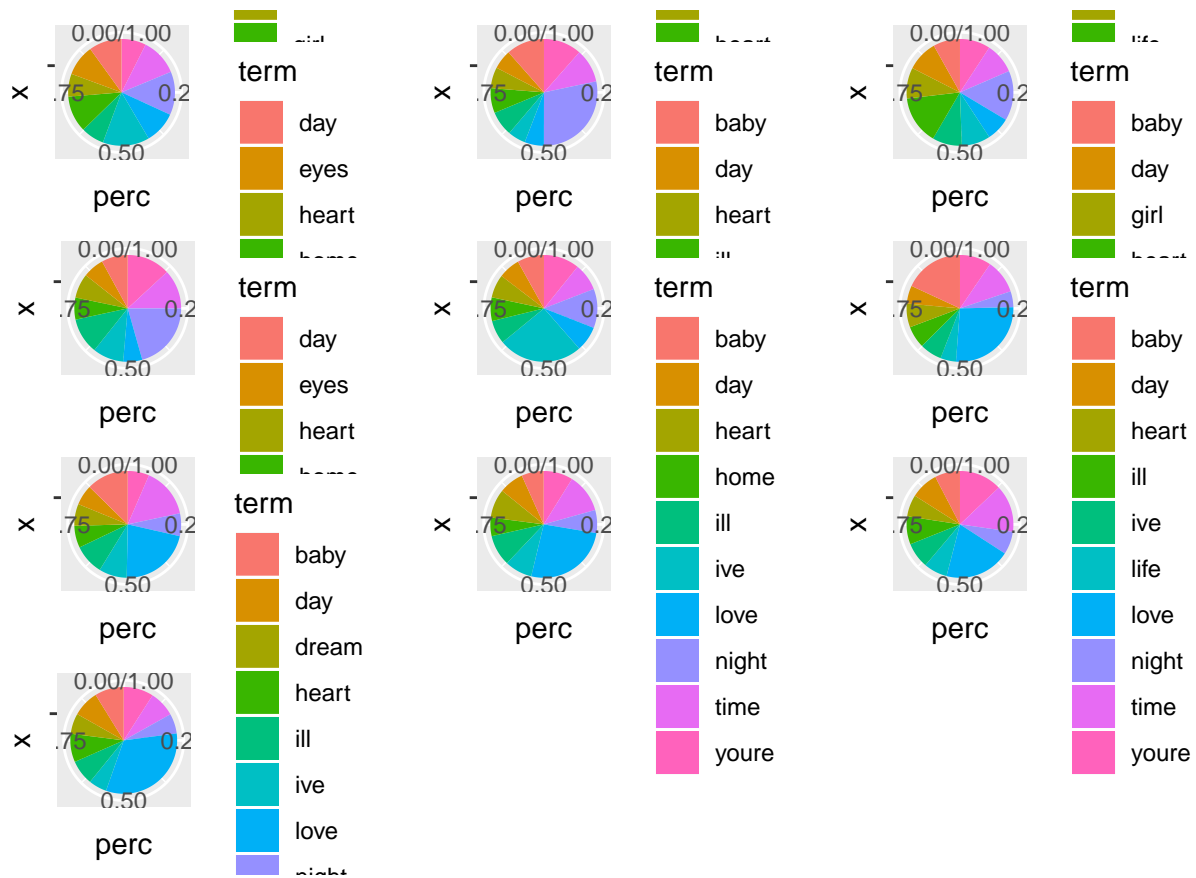 0.00/1.00
x
.75
0.2
0.50
perc
girl
term
day
eyes
heart
home
0.00/1.00
.75
0.2
0.50
perc
heart
term
baby
day
heart
ill
0.00/1.00
x
.75
0.2
0.50
perc
life
term
baby
day
girl
heart
0.00/1.00
x
.75
0.2
0.50
perc
term
day
eyes
heart
home
0.00/1.00
x
.75
0.2
0.50
perc
term
baby
day
heart
home
ill
ive
love
night
time
youre
0.00/1.00
x
.75
0.2
0.50
perc
term
baby
day
heart
ill
ive
life
love
night
time
youre
0.00/1.00
x
.75
0.2
0.50
perc
term
baby
day
dream
heart
ill
ive
love
night
0.00/1.00
x
.75
0.2
0.50
perc
0.00/1.00
x
.75
0.2
0.50
perc
0.00/1.00
x
.75
0.2
0.50
perc